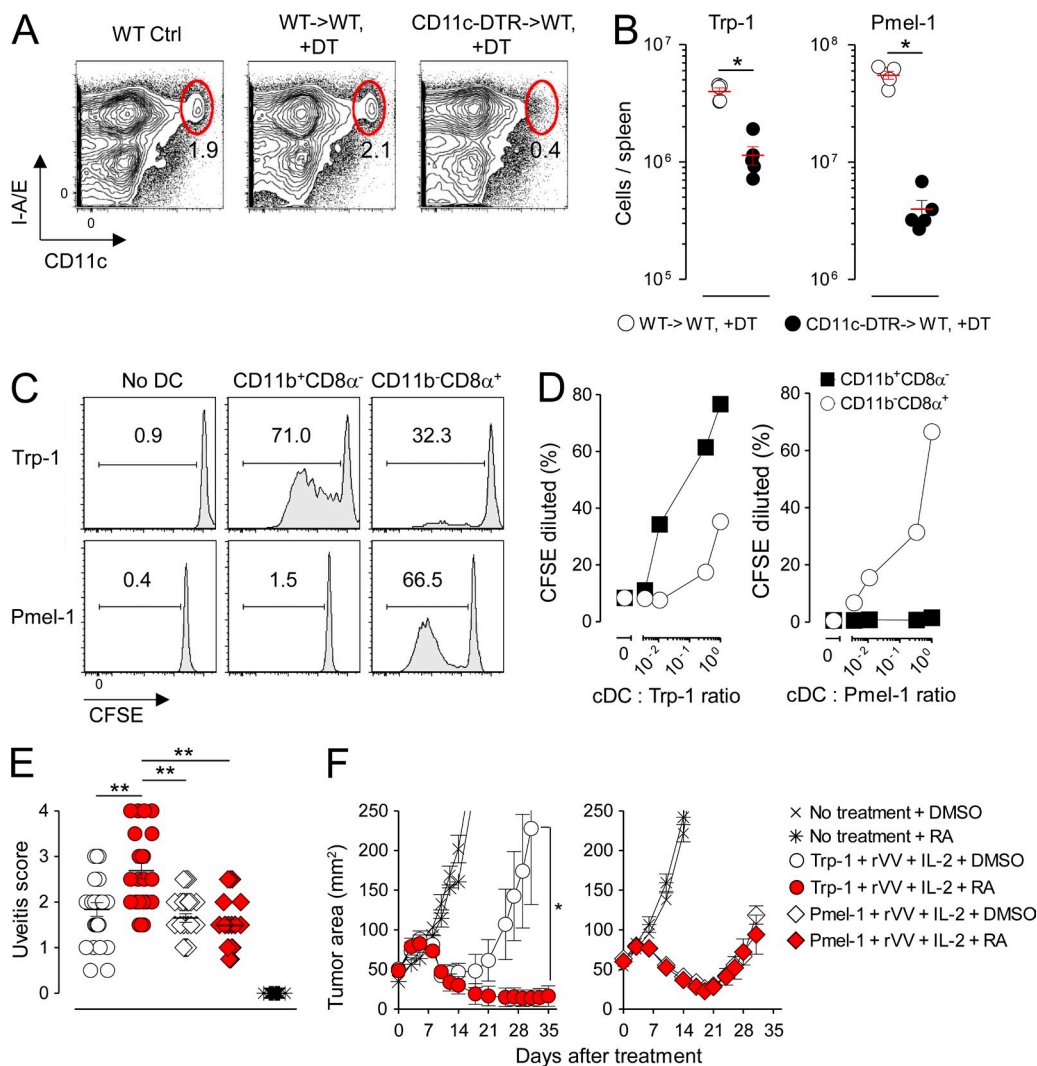 A
WT Ctrl
WT->WT,
+DT
CD11c-DTR->WT,
+DT
1.9
2.1
0.4
I-A/E
0
0
CD11c
B
Trp-1
Pmel-1
Cells / spleen
10⁷
10⁶
10⁵
*
10⁸
10⁷
10⁶
*
WT-> WT, +DT
CD11c-DTR-> WT, +DT
C
No DC
CD11b⁺CD8α⁻
CD11b⁻CD8α⁺
Trp-1
0.9
71.0
32.3
Pmel-1
0.4
1.5
66.5
0
CFSE
D
CD11b⁺CD8α⁻
CD11b⁻CD8α⁺
CFSE diluted (%)
80
60
40
20
0
0
10⁻²
10⁻¹
10⁰
cDC : Trp-1 ratio
CFSE diluted (%)
80
60
40
20
0
0
10⁻²
10⁻¹
10⁰
cDC : Pmel-1 ratio
E
**
**
**
Uveitis score
4
3
2
1
0
F
Tumor area (mm²)
250
200
150
100
50
0
0 7 14 21 28 35
*
250
200
150
100
50
0
0 7 14 21 28 35
Days after treatment
No treatment + DMSO
No treatment + RA
Trp-1 + rVV + IL-2 + DMSO
Trp-1 + rVV + IL-2 + RA
Pmel-1 + rVV + IL-2 + DMSO
Pmel-1 + rVV + IL-2 + RA